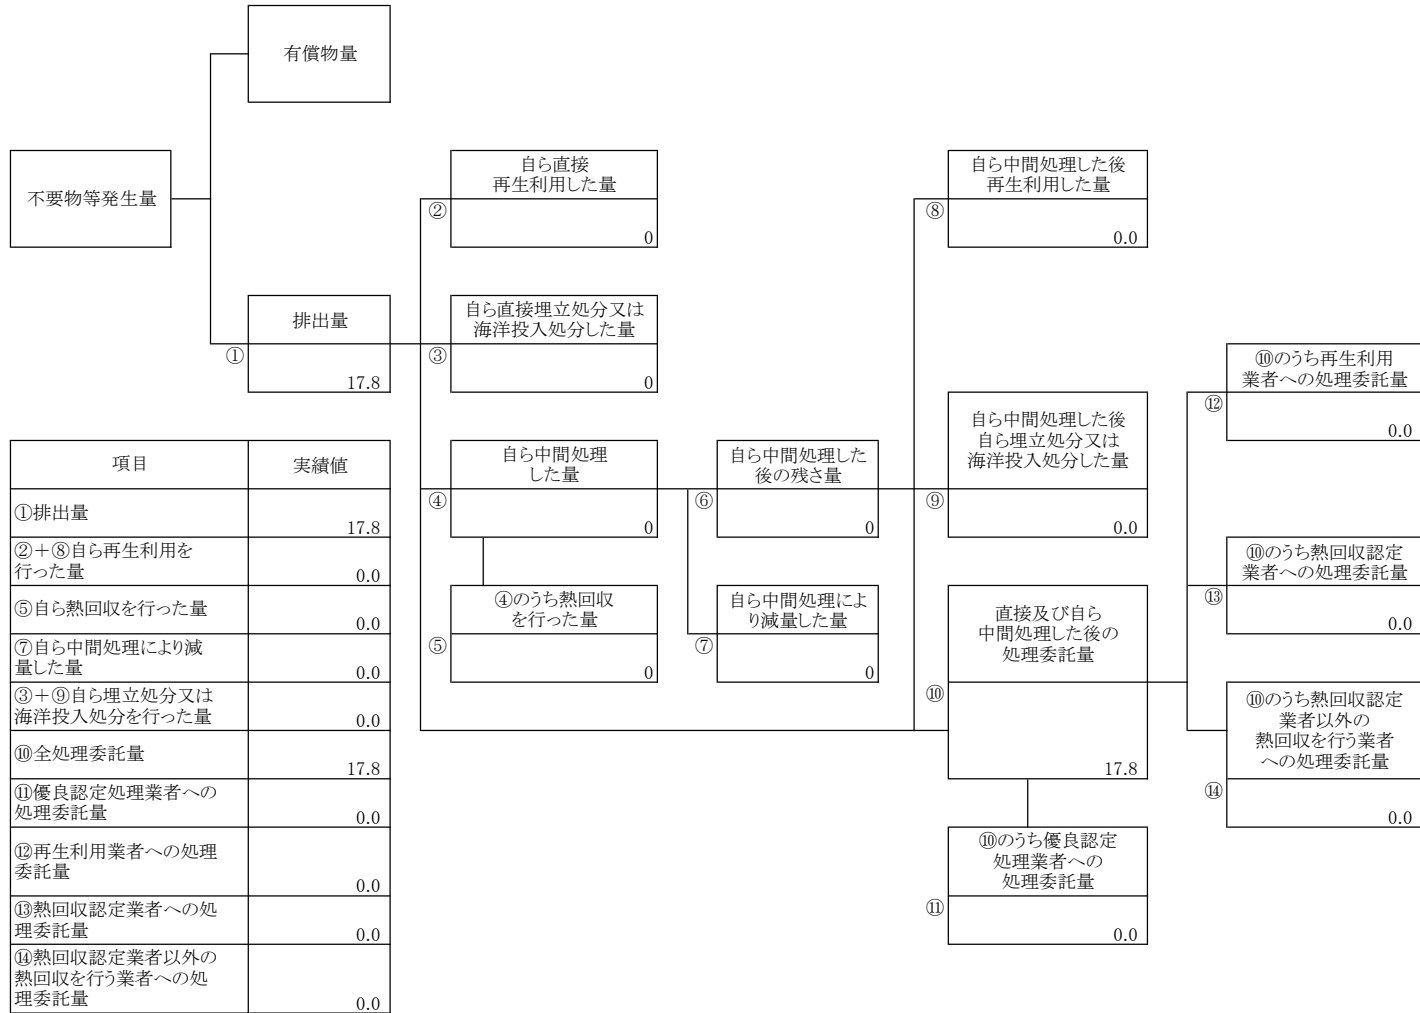 有償物量
不要物等発生量
自ら直接
再生利用した量
②
0
自ら中間処理した後
再生利用した量
⑧
0.0
排出量
①
17.8
自ら直接埋立処分又は
海洋投入処分した量
③
0
⑩のうち再生利用
業者への処理委託量
⑫
0.0
自ら中間処理
した量
④
0
自ら中間処理した
後の残さ量
⑥
0
自ら中間処理した後
自ら埋立処分又は
海洋投入処分した量
⑨
0.0
⑩のうち熱回収認定
業者への処理委託量
⑬
0.0
④のうち熱回収
を行った量
⑤
0
自ら中間処理によ
り減量した量
⑦
0
直接及び自ら
中間処理した後の
処理委託量
⑩
17.8
⑩のうち熱回収認定
業者以外の
熱回収を行う業者
への処理委託量
⑭
0.0
⑩のうち優良認定
処理業者への
処理委託量
⑪
0.0
項目
実績値
①排出量
17.8
②+⑧自ら再生利用を
行った量
0.0
⑤自ら熱回収を行った量
0.0
⑦自ら中間処理により減
量した量
0.0
③+⑨自ら埋立処分又は
海洋投入処分を行った量
0.0
⑩全処理委託量
17.8
⑪優良認定処理業者への
処理委託量
0.0
⑫再生利用業者への処理
委託量
0.0
⑬熱回収認定業者への処
理委託量
0.0
⑭熱回収認定業者以外の
熱回収を行う業者への処
理委託量
0.0